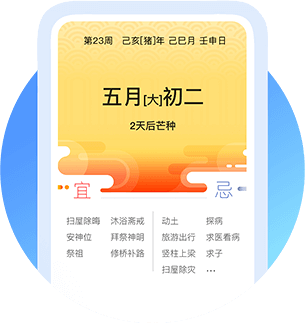 第23周 己亥[猪]年 己巳月 壬申日
五月[大]初二
2天后芒种
宜 忌
扫屋除晦 沐浴斋戒 动土 探病
安神位 拜祭神明 旅游出行 求医看病
祭祖 修桥补路 竖柱上梁 求子
扫屋除灾 ...